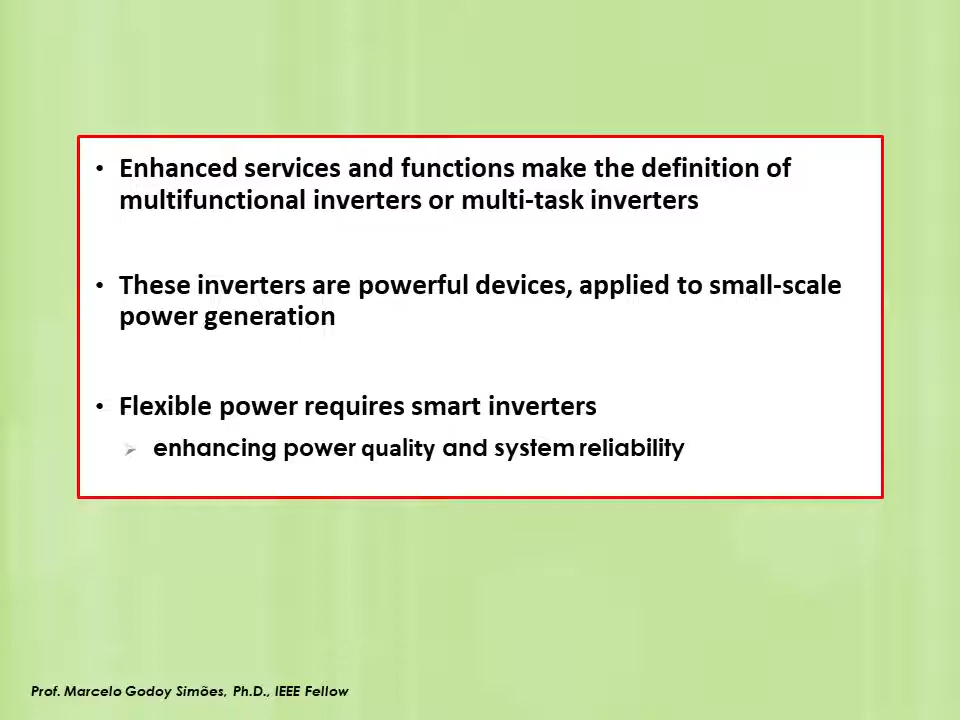 • Enhanced services and functions make the definition of
multifunctional inverters or multi-task inverters
• These inverters are powerful devices, applied to small-scale
power generation
• Flexible power requires smart inverters
➢ enhancing power quality and system reliability
Prof. Marcelo Godoy Simões, Ph.D., IEEE Fellow